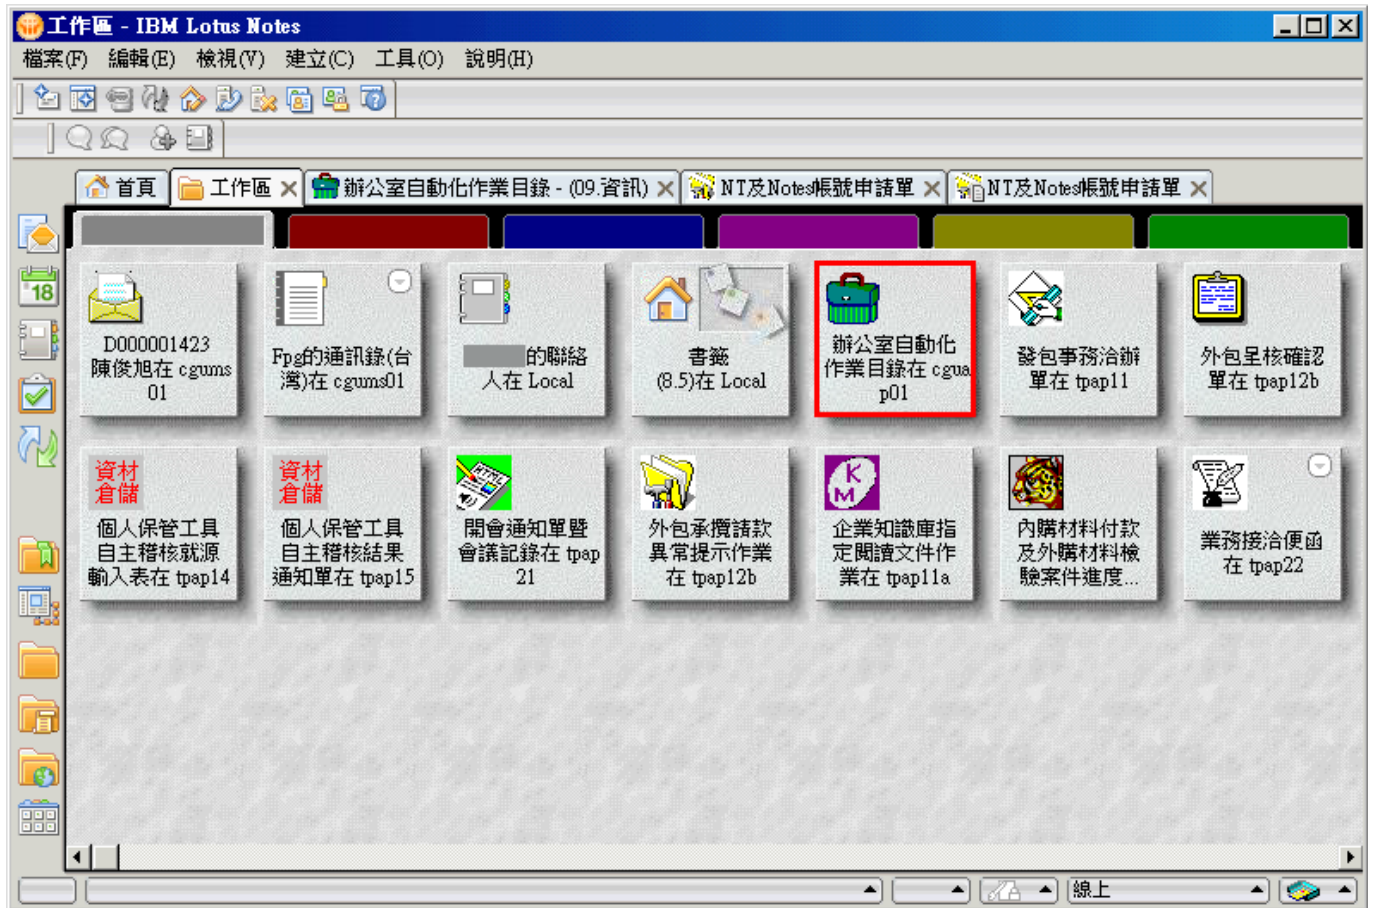 工作區 - IBM Lotus Notes
檔案(F) 編輯(E) 檢視(V) 建立(C) 工具(O) 說明(H)
首頁 工作區 辦公室自動化作業目錄 - (09.資訊) NT及Notes帳號申請單 NT及Notes帳號申請單
18
D000001423
陳俊旭在 cgums
01
Fpg的通訊錄(台
灣)在 cgums01
的聯絡
人在 Local
書籤
(8.5)在 Local
辦公室自動化
作業目錄在 cgua
p01
發包事務洽辦
單在 tpap11
外包呈核確認
單在 tpap12b
資材
倉儲
個人保管工具
自主稽核就源
輸入表在 tpap14
資材
倉儲
個人保管工具
自主稽核結果
通知單在 tpap15
HTML
開會通知單暨
會議記錄在 tpap
21
外包承攬請款
異常提示作業
在 tpap12b
K
M
企業知識庫指
定閱讀文件作
業在 tpap11a
內購材料付款
及外購材料檢
驗案件進度...
業務接洽便函
在 tpap22
線上